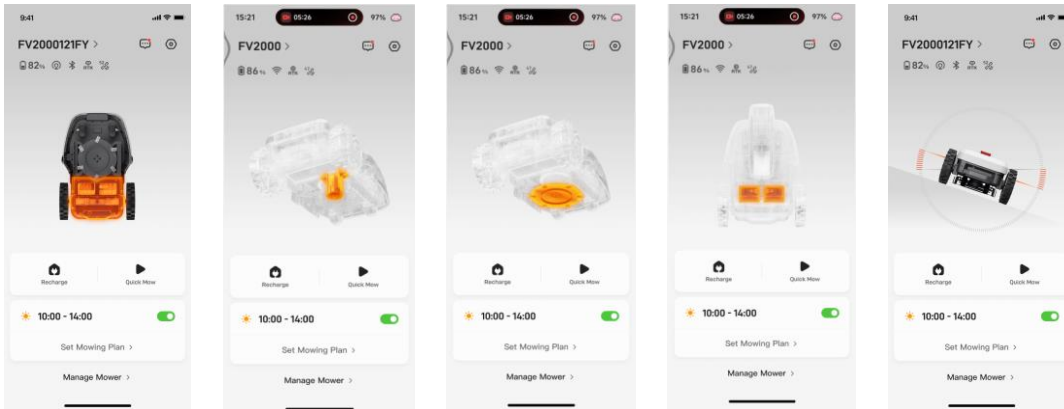 9:41
FV2000121FY >
82%
Recharge
Quick Mow
10:00 - 14:00
Set Mowing Plan >
Manage Mower >
15:21
05:26
97%
FV2000 >
86%
Recharge
Quick Mow
10:00 - 14:00
Set Mowing Plan >
Manage Mower >
15:21
05:26
97%
FV2000 >
86%
Recharge
Quick Mow
10:00 - 14:00
Set Mowing Plan >
Manage Mower >
15:21
05:26
97%
FV2000 >
86%
Recharge
Quick Mow
10:00 - 14:00
Set Mowing Plan >
Manage Mower >
9:41
FV2000121FY >
82%
Recharge
Quick Mow
10:00 - 14:00
Set Mowing Plan >
Manage Mower >